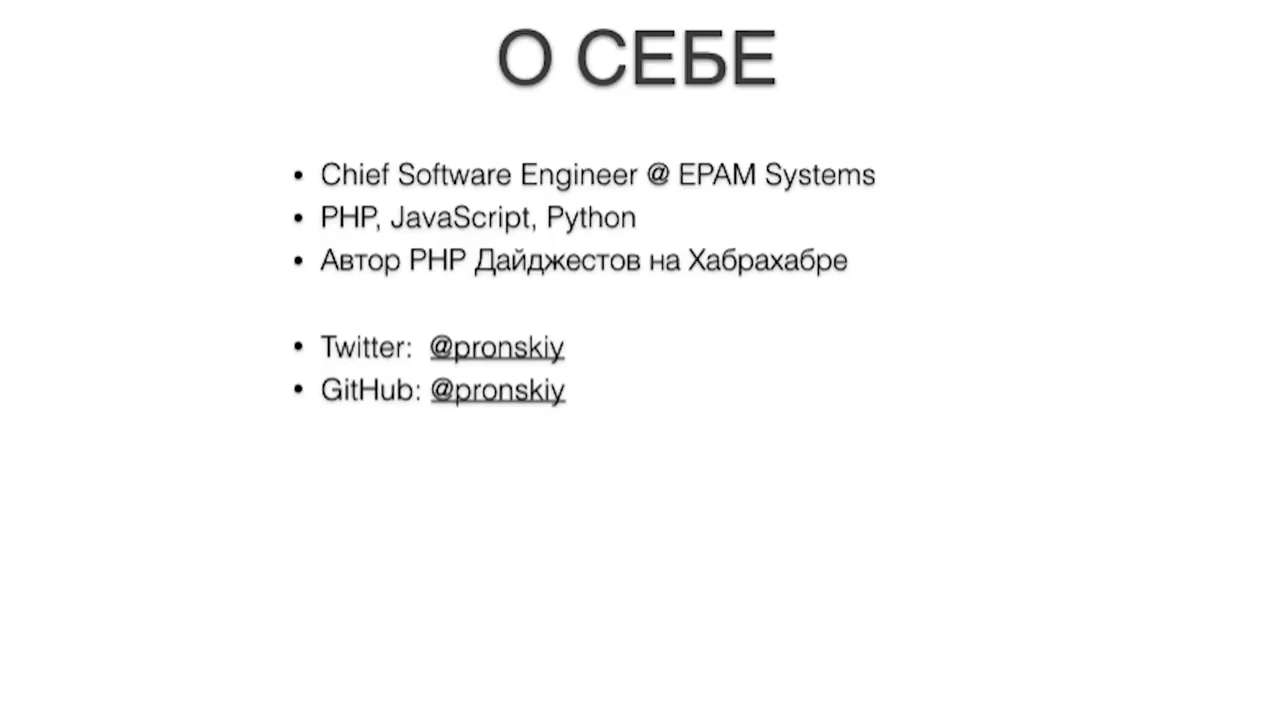 О СЕБЕ
• Chief Software Engineer @ EPAM Systems
• PHP, JavaScript, Python
• Автор PHP Дайджестов на Хабрахабре
• Twitter: @pronskiy
• GitHub: @pronskiy